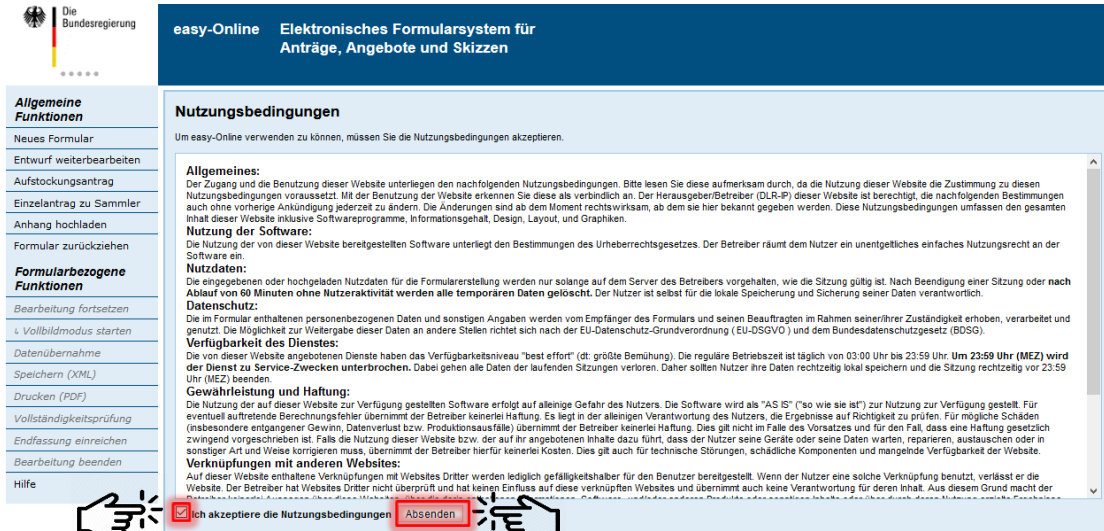 Die
Bundesregierung
easy-Online Elektronisches Formularsystem für
Anträge, Angebote und Skizzen
Allgemeine
Funktionen
Neues Formular
Entwurf weiterbearbeiten
Aufstockungsantrag
Einzelantrag zu Sammler
Anhang hochladen
Formular zurückziehen
Formularbezogene
Funktionen
Bearbeitung fortsetzen
↳ Vollbildmodus starten
Datenübernahme
Speichern (XML)
Drucken (PDF)
Vollständigkeitsprüfung
Endfassung einreichen
Bearbeitung beenden
Hilfe
Nutzungsbedingungen
Um easy-Online verwenden zu können, müssen Sie die Nutzungsbedingungen akzeptieren.
Allgemeines:
Der Zugang und die Benutzung dieser Website unterliegen den nachfolgenden Nutzungsbedingungen. Bitte lesen Sie diese aufmerksam durch, da die Nutzung dieser Website die Zustimmung zu diesen
Nutzungsbedingungen voraussetzt. Mit der Benutzung der Website erkennen Sie diese als verbindlich an. Der Herausgeber/Betreiber (DLR-IP) dieser Website ist berechtigt, die nachfolgenden Bestimmungen
auch ohne vorherige Ankündigung jederzeit zu ändern. Die Änderungen sind ab dem Moment rechtswirksam, ab dem sie hier bekannt gegeben werden. Diese Nutzungsbedingungen umfassen den gesamten
Inhalt dieser Website inklusive Softwareprogramme, Informationsgehalt, Design, Layout, und Graphiken.
Nutzung der Software:
Die Nutzung der von dieser Website bereitgestellten Software unterliegt den Bestimmungen des Urheberrechtsgesetzes. Der Betreiber räumt dem Nutzer ein unentgeltliches einfaches Nutzungsrecht an der
Software ein.
Nutzdaten:
Die eingegebenen oder hochgeladen Nutzdaten für die Formularerstellung werden nur solange auf dem Server des Betreibers vorgehalten, wie die Sitzung gültig ist. Nach Beendigung einer Sitzung oder nach
Ablauf von 60 Minuten ohne Nutzeraktivität werden alle temporären Daten gelöscht. Der Nutzer ist selbst für die lokale Speicherung und Sicherung seiner Daten verantwortlich.
Datenschutz:
Die im Formular enthaltenen personenbezogenen Daten und sonstigen Angaben werden vom Empfänger des Formulars und seinen Beauftragten im Rahmen seiner/ihrer Zuständigkeit erhoben, verarbeitet und
genutzt. Die Möglichkeit zur Weitergabe dieser Daten an andere Stellen richtet sich nach der EU-Datenschutz-Grundverordnung ( EU-DSGVO ) und dem Bundesdatenschutzgesetz (BDSG).
Verfügbarkeit des Dienstes:
Die von dieser Website angebotenen Dienste haben das Verfügbarkeitsniveau "best effort" (dt: größte Bemühung). Die reguläre Betriebszeit ist täglich von 03:00 Uhr bis 23:59 Uhr. Um 23:59 Uhr (MEZ) wird
der Dienst zu Service-Zwecken unterbrochen. Dabei gehen alle Daten der laufenden Sitzungen verloren. Daher sollten Nutzer ihre Daten rechtzeitig lokal speichern und die Sitzung rechtzeitig vor 23:59
Uhr (MEZ) beenden.
Gewährleistung und Haftung:
Die Nutzung der auf dieser Website zur Verfügung gestellten Software erfolgt auf alleinige Gefahr des Nutzers. Die Software wird als "AS IS" ("so wie sie ist") zur Nutzung zur Verfügung gestellt. Für
eventuell auftretende Berechnungsfehler übernimmt der Betreiber keinerlei Haftung. Es liegt in der alleinigen Verantwortung des Nutzers, die Ergebnisse auf Richtigkeit zu prüfen. Für mögliche Schäden
(insbesondere entgangener Gewinn, Datenverlust bzw. Produktionsausfälle) übernimmt der Betreiber keinerlei Haftung. Dies gilt nicht im Falle des Vorsatzes und für den Fall, dass eine Haftung gesetzlich
zwingend vorgeschrieben ist. Falls die Nutzung dieser Website bzw. der auf ihr angebotenen Inhalte dazu führt, dass der Nutzer seine Geräte oder seine Daten warten, reparieren, austauschen oder in
sonstiger Art und Weise korrigieren muss, übernimmt der Betreiber hierfür keinerlei Kosten. Dies gilt auch für technische Störungen, schädliche Komponenten und mangelnde Verfügbarkeit der Website.
Verknüpfungen mit anderen Websites:
Auf dieser Website enthaltene Verknüpfungen mit Websites Dritter werden lediglich gefälligkeitshalber für den Benutzer bereitgestellt. Wenn der Nutzer eine solche Verknüpfung benutzt, verlässt er die
Website. Der Betreiber hat Websites Dritter nicht überprüft und hat keinen Einfluss auf diese verknüpften Websites und übernimmt auch keine Verantwortung für deren Inhalt. Aus diesem Grund macht der
Ich akzeptiere die Nutzungsbedingungen Absenden